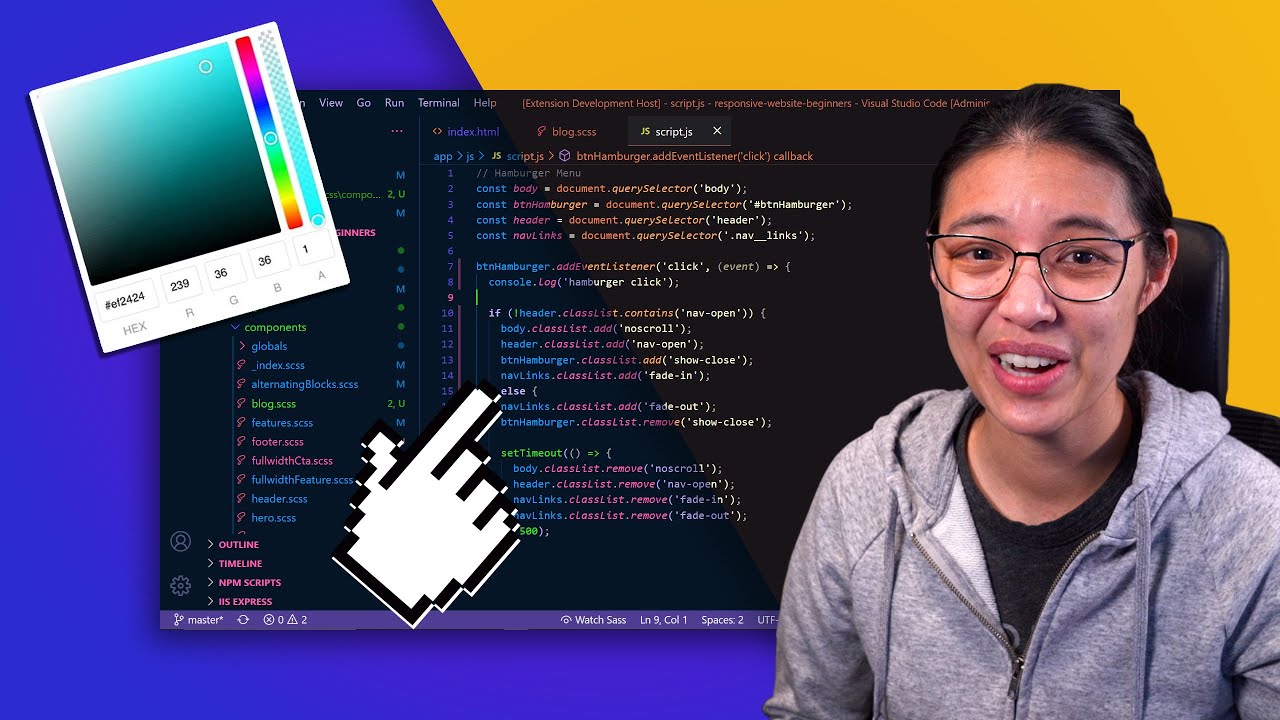 View Go Run Terminal Help [Extension Development Host] - script.js - responsive-website-beginners - Visual Studio Code
index.html
blog.scss
JS script.js ×
app > js > JS script.js > btnHamburger.addEventListener('click') callback
1 // Hamburger Menu
2 const body = document.querySelector('body');
3 const btnHamburger = document.querySelector('#btnHamburger');
4 const header = document.querySelector('header');
5 const navLinks = document.querySelector('.nav__links');
6
7 btnHamburger.addEventListener('click', (event) => {
8 console.log('hamburger click');
9
10 if (!header.classList.contains('nav-open')) {
11 body.classList.add('noscroll');
12 header.classList.add('nav-open');
13 btnHamburger.classList.add('show-close');
14 navLinks.classList.add('fade-in');
15 else {
navLinks.classList.add('fade-out');
btnHamburger.classList.remove('show-close');
setTimeout(() => {
body.classList.remove('noscroll');
header.classList.remove('nav-open');
navLinks.classList.remove('fade-in');
navLinks.classList.remove('fade-out');
500);
#ef2424 239 36 36 1
HEX R G B A
M
2, U
M
M
M
components
globals
_index.scss M
alternatingBlocks.scss M
blog.scss 2, U
features.scss M
footer.scss
fullwidthCta.scss
fullwidthFeature.scss
header.scss
hero.scss
OUTLINE
TIMELINE
NPM SCRIPTS
IIS EXPRESS
master* 0 2 Watch Sass Ln 9, Col 1 Spaces: 2